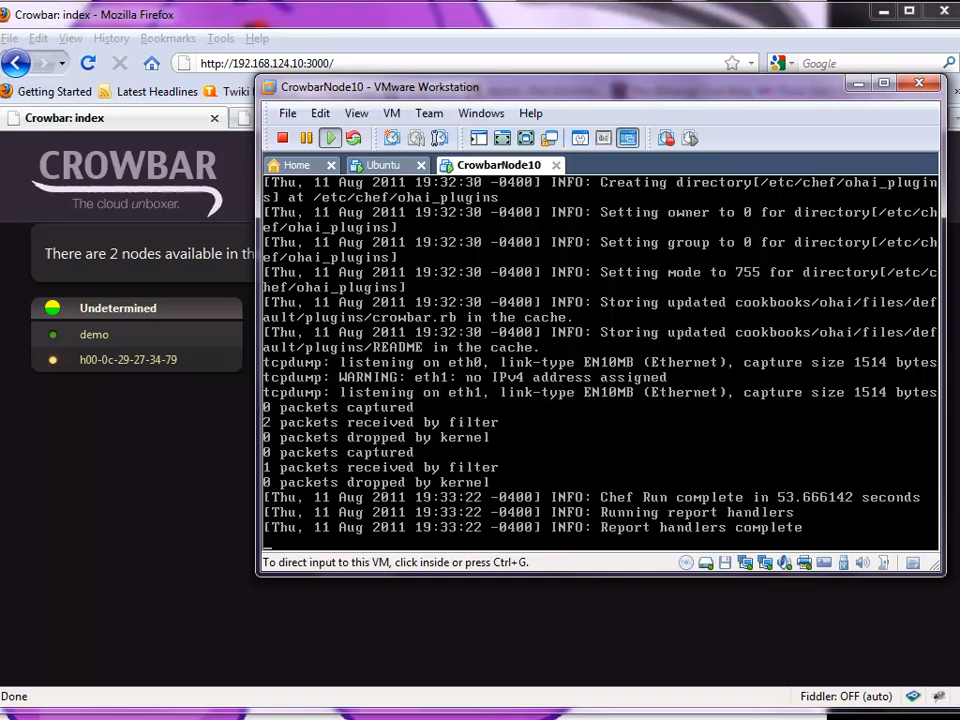 Crowbar: index - Mozilla Firefox
File Edit View History Bookmarks Tools Help
http://192.168.124.10:3000/
Google
Getting Started Latest Headlines Twiki
Crowbar: index
CROWBAR
The cloud unboxer.
There are 2 nodes available in th
Undetermined
demo
h00-0c-29-27-34-79
CrowbarNode10 - VMware Workstation
File Edit View VM Team Windows Help
Home Ubuntu CrowbarNode10
[Thu, 11 Aug 2011 19:32:30 -0400] INFO: Creating directory[/etc/chef/ohai_plugin
s] at /etc/chef/ohai_plugins
[Thu, 11 Aug 2011 19:32:30 -0400] INFO: Setting owner to 0 for directory[/etc/ch
ef/ohai_plugins]
[Thu, 11 Aug 2011 19:32:30 -0400] INFO: Setting group to 0 for directory[/etc/ch
ef/ohai_plugins]
[Thu, 11 Aug 2011 19:32:30 -0400] INFO: Setting mode to 755 for directory[/etc/c
hef/ohai_plugins]
[Thu, 11 Aug 2011 19:32:30 -0400] INFO: Storing updated cookbooks/ohai/files/def
ault/plugins/crowbar.rb in the cache.
[Thu, 11 Aug 2011 19:32:30 -0400] INFO: Storing updated cookbooks/ohai/files/def
ault/plugins/README in the cache.
tcpdump: listening on eth0, link-type EN10MB (Ethernet), capture size 1514 bytes
tcpdump: WARNING: eth1: no IPv4 address assigned
tcpdump: listening on eth1, link-type EN10MB (Ethernet), capture size 1514 bytes
0 packets captured
2 packets received by filter
0 packets dropped by kernel
0 packets captured
1 packets received by filter
0 packets dropped by kernel
[Thu, 11 Aug 2011 19:33:22 -0400] INFO: Chef Run complete in 53.666142 seconds
[Thu, 11 Aug 2011 19:33:22 -0400] INFO: Running report handlers
[Thu, 11 Aug 2011 19:33:22 -0400] INFO: Report handlers complete
To direct input to this VM, click inside or press Ctrl+G.
Done
Fiddler: OFF (auto)